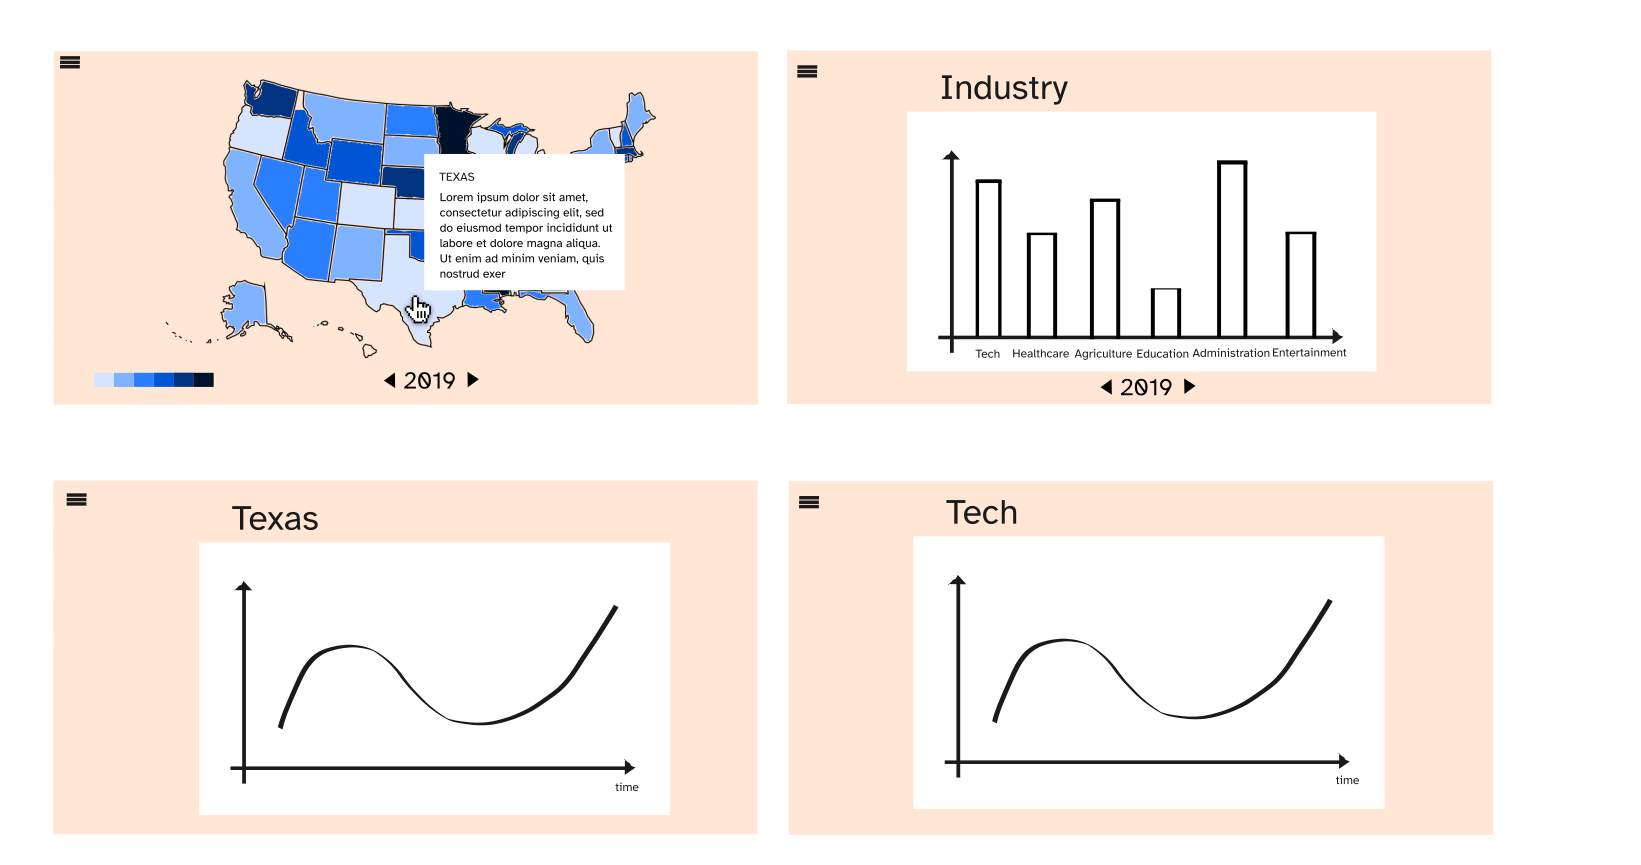 TEXAS
Lorem ipsum dolor sit amet,
consectetur adipiscing elit, sed
do eiusmod tempor incididunt ut
labore et dolore magna aliqua.
Ut enim ad minim veniam, quis
nostrud exer
2019
Industry
Tech Healthcare Agriculture Education Administration Entertainment
2019
Texas
time
Tech
time